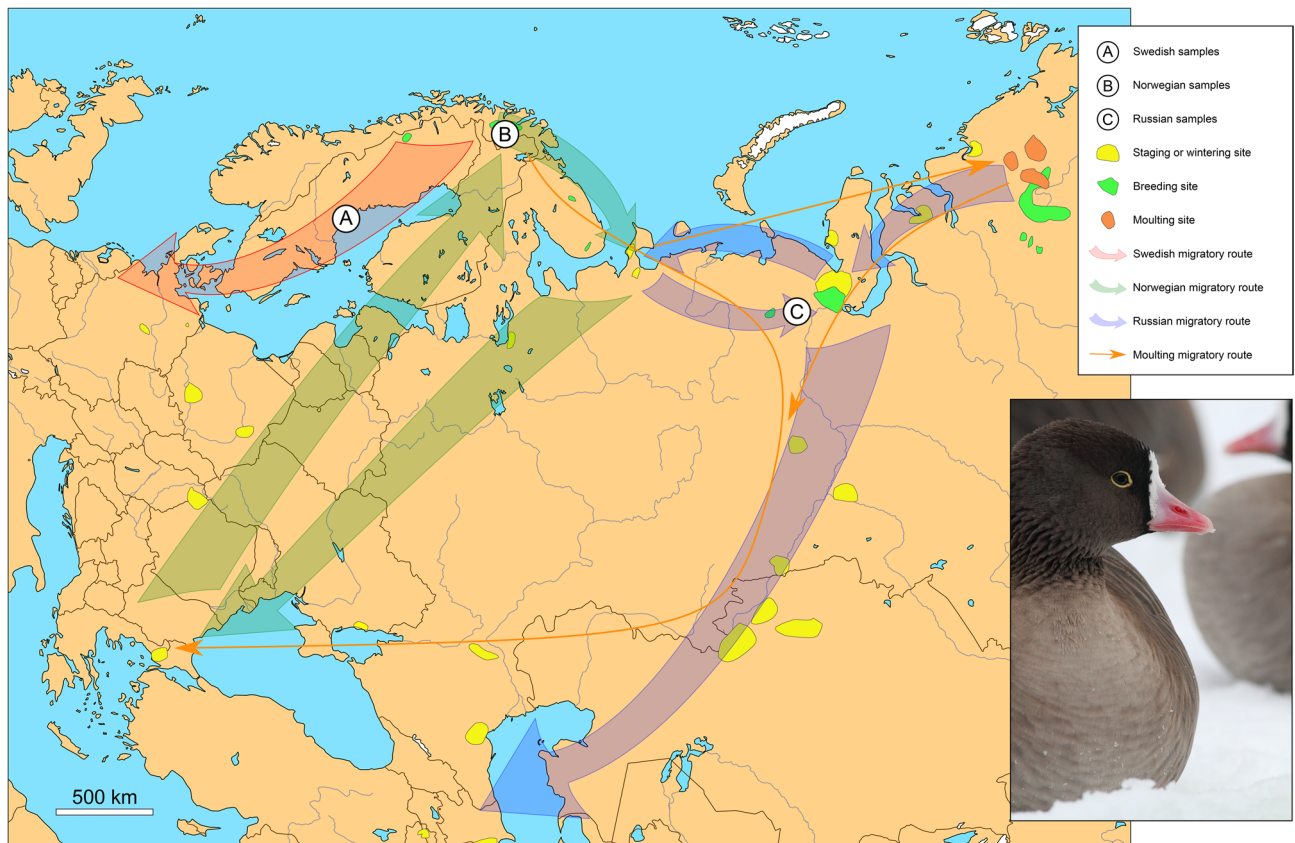 A
Swedish samples
B
Norwegian samples
C
Russian samples
Staging or wintering site
Breeding site
Moulting site
Swedish migratory route
Norwegian migratory route
Russian migratory route
Moulting migratory route
B
A
C
500 km